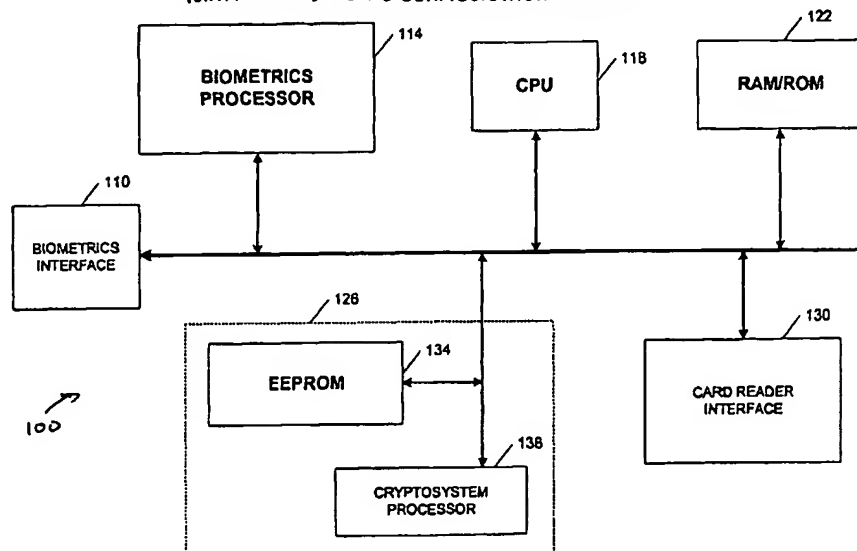 114
BIOMETRICS
PROCESSOR
118
CPU
122
RAM/ROM
110
BIOMETRICS
INTERFACE
126
134
EEPROM
130
CARD READER
INTERFACE
100
138
CRYPTOSYSTEM
PROCESSOR